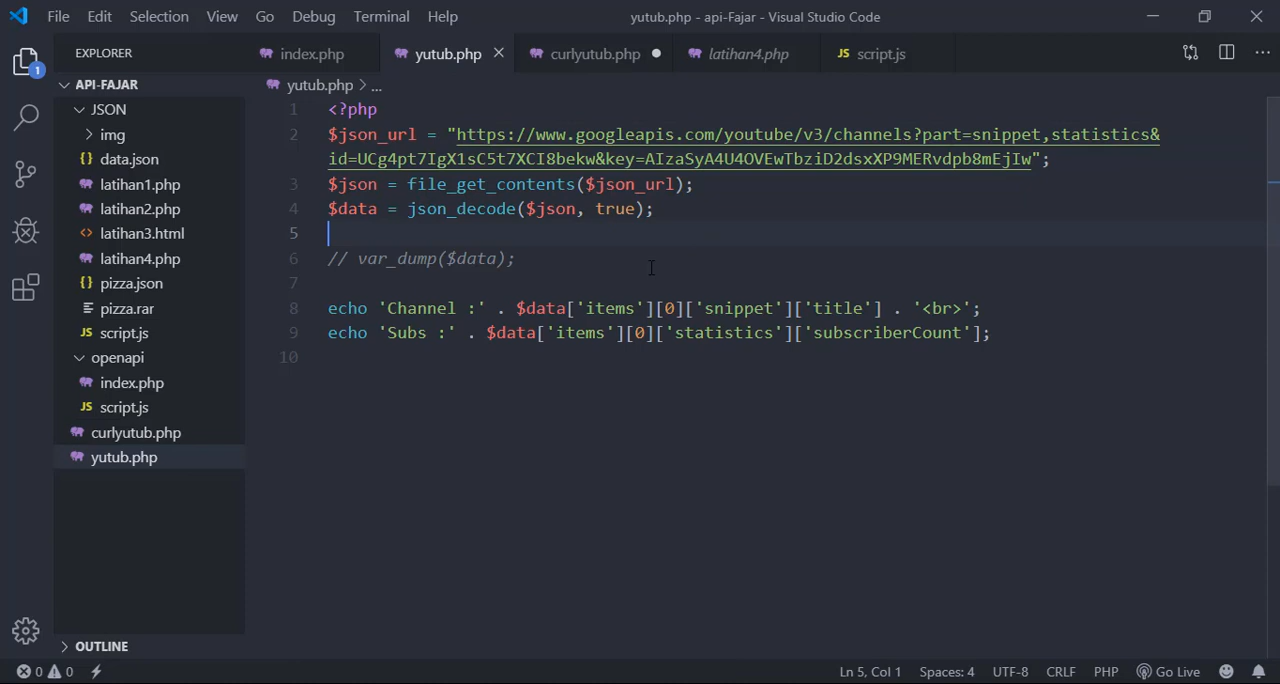 File Edit Selection View Go Debug Terminal Help yutub.php - api-Fajar - Visual Studio Code
EXPLORER
index.php yutub.php curlyutub.php latihan4.php JS script.js
1
API-FAJAR
JSON
img
{} data.json
latihan1.php
latihan2.php
<> latihan3.html
latihan4.php
{} pizza.json
pizza.rar
JS script.js
openapi
index.php
JS script.js
curlyutub.php
yutub.php
OUTLINE
yutub.php > ...
1 <?php
2 $json_url = "https://www.googleapis.com/youtube/v3/channels?part=snippet,statistics&
id=UCg4pt7IgX1sC5t7XCI8bekw&key=AIzaSyA4U4OVEwTbziD2dsxXP9MERvdpb8mEjIw";
3 $json = file_get_contents($json_url);
4 $data = json_decode($json, true);
5
6 // var_dump($data);
7
8 echo 'Channel :' . $data['items'][0]['snippet']['title'] . '<br>';
9 echo 'Subs :' . $data['items'][0]['statistics']['subscriberCount'];
10
0 0 Ln 5, Col 1 Spaces: 4 UTF-8 CRLF PHP Go Live